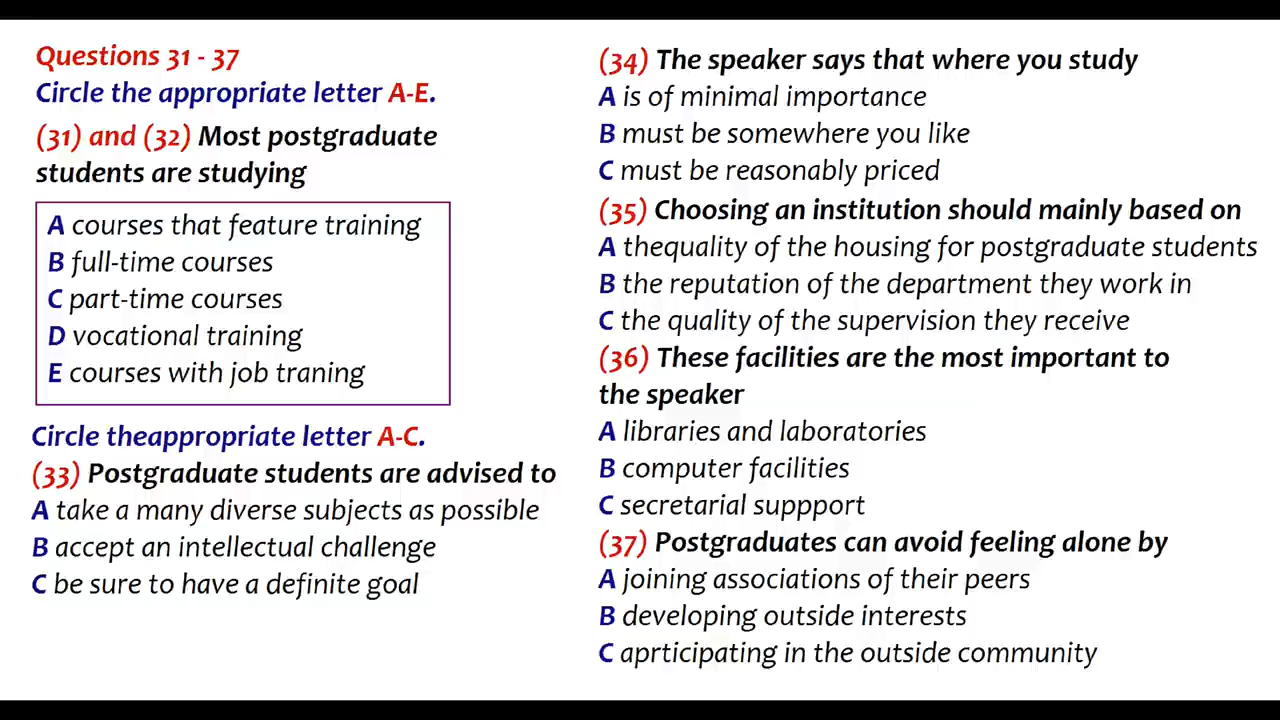 Questions 31 - 37
Circle the appropriate letter A-E.
(31) and (32) Most postgraduate
students are studying
A courses that feature training
B full-time courses
C part-time courses
D vocational training
E courses with job traning
Circle theappropriate letter A-C.
(33) Postgraduate students are advised to
A take a many diverse subjects as possible
B accept an intellectual challenge
C be sure to have a definite goal
(34) The speaker says that where you study
A is of minimal importance
B must be somewhere you like
C must be reasonably priced
(35) Choosing an institution should mainly based on
A thequality of the housing for postgraduate students
B the reputation of the department they work in
C the quality of the supervision they receive
(36) These facilities are the most important to
the speaker
A libraries and laboratories
B computer facilities
C secretarial suppport
(37) Postgraduates can avoid feeling alone by
A joining associations of their peers
B developing outside interests
C aprticipating in the outside community